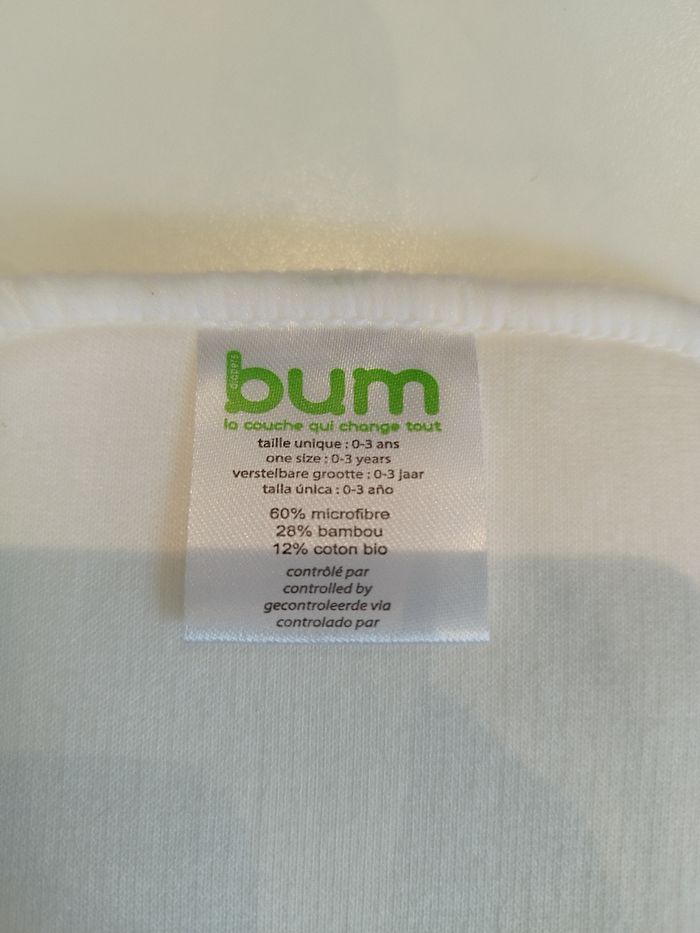 diapers
bum
la couche qui change tout
taille unique : 0-3 ans
one size : 0-3 years
verstelbare grootte : 0-3 jaar
talla única : 0-3 año
60% microfibre
28% bambou
12% coton bio
contrôlé par
controlled by
gecontroleerde via
controlado par